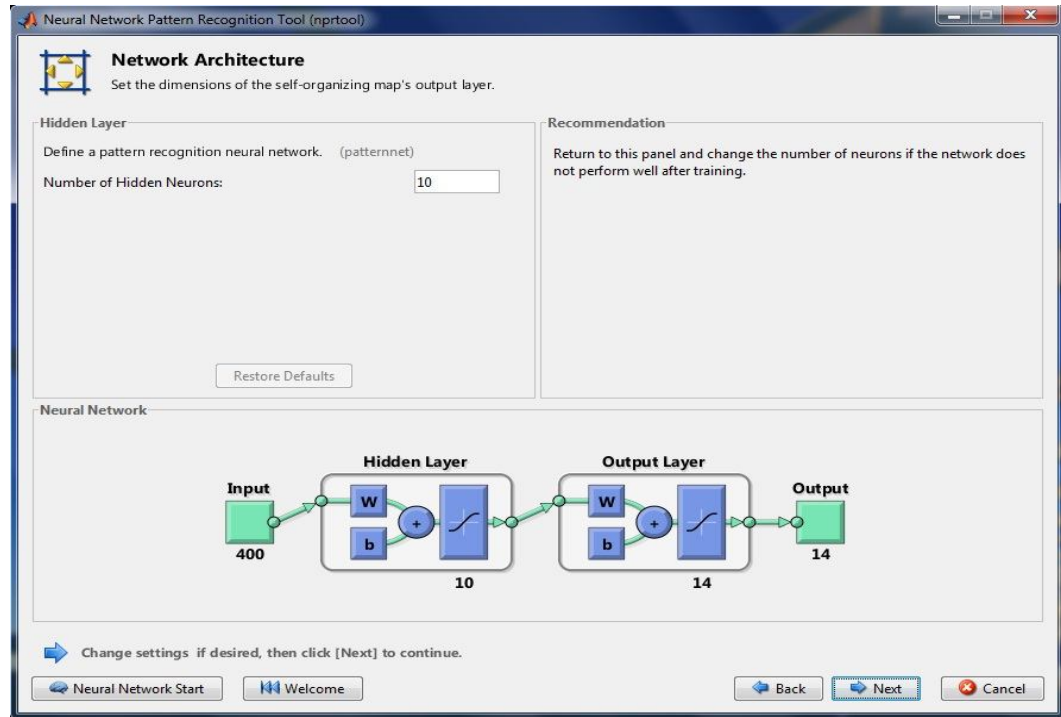 Neural Network Pattern Recognition Tool (nprtool)
Network Architecture
Set the dimensions of the self-organizing map's output layer.
Hidden Layer
Define a pattern recognition neural network. (patternnet)
Number of Hidden Neurons: 10
Restore Defaults
Recommendation
Return to this panel and change the number of neurons if the network does
not perform well after training.
Neural Network
Hidden Layer Output Layer
Input Output
W W
+ +
b b
400 14
10 14
Change settings if desired, then click [Next] to continue.
Neural Network Start Welcome Back Next Cancel